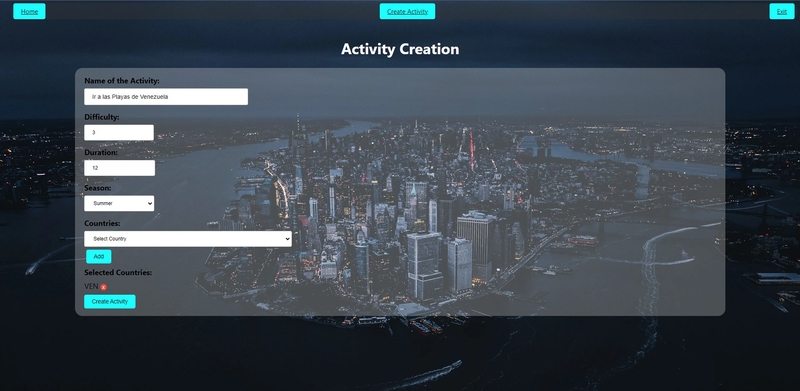 Home
Create Activity
Exit
Activity Creation
Name of the Activity:
Ir a las Playas de Venezuela
Difficulty:
3
Duration:
12
Season:
Summer
Countries:
Select Country
Add
Selected Countries:
VEN x
Create Activity